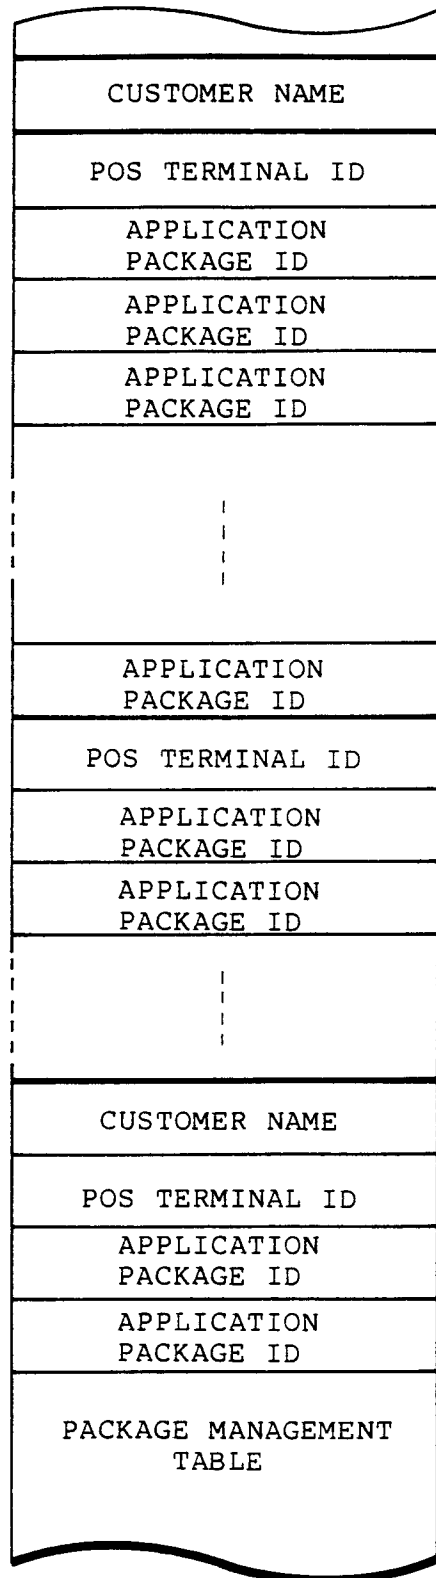 CUSTOMER NAME
POS TERMINAL ID
APPLICATION
PACKAGE ID
APPLICATION
PACKAGE ID
APPLICATION
PACKAGE ID
APPLICATION
PACKAGE ID
POS TERMINAL ID
APPLICATION
PACKAGE ID
APPLICATION
PACKAGE ID
CUSTOMER NAME
POS TERMINAL ID
APPLICATION
PACKAGE ID
APPLICATION
PACKAGE ID
PACKAGE MANAGEMENT
TABLE